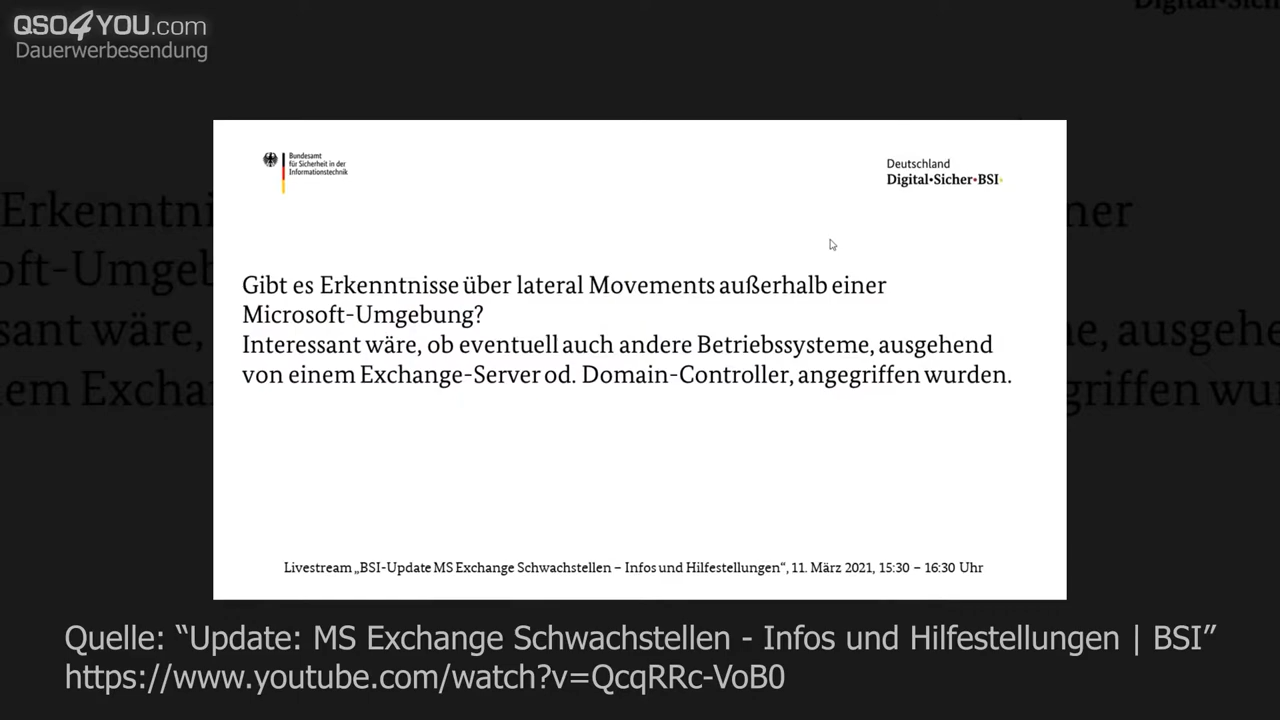 QSO4YOU.com
Dauerwerbesendung
Bundesamt
für Sicherheit in der
Informationstechnik
Deutschland
Digital•Sicher•BSI•
Gibt es Erkenntnisse über lateral Movements außerhalb einer
Microsoft-Umgebung?
Interessant wäre, ob eventuell auch andere Betriebssysteme, ausgehend
von einem Exchange-Server od. Domain-Controller, angegriffen wurden.
Livestream „BSI-Update MS Exchange Schwachstellen – Infos und Hilfestellungen“, 11. März 2021, 15:30 – 16:30 Uhr
Quelle: “Update: MS Exchange Schwachstellen - Infos und Hilfestellungen | BSI”
https://www.youtube.com/watch?v=QcqRRc-VoB0